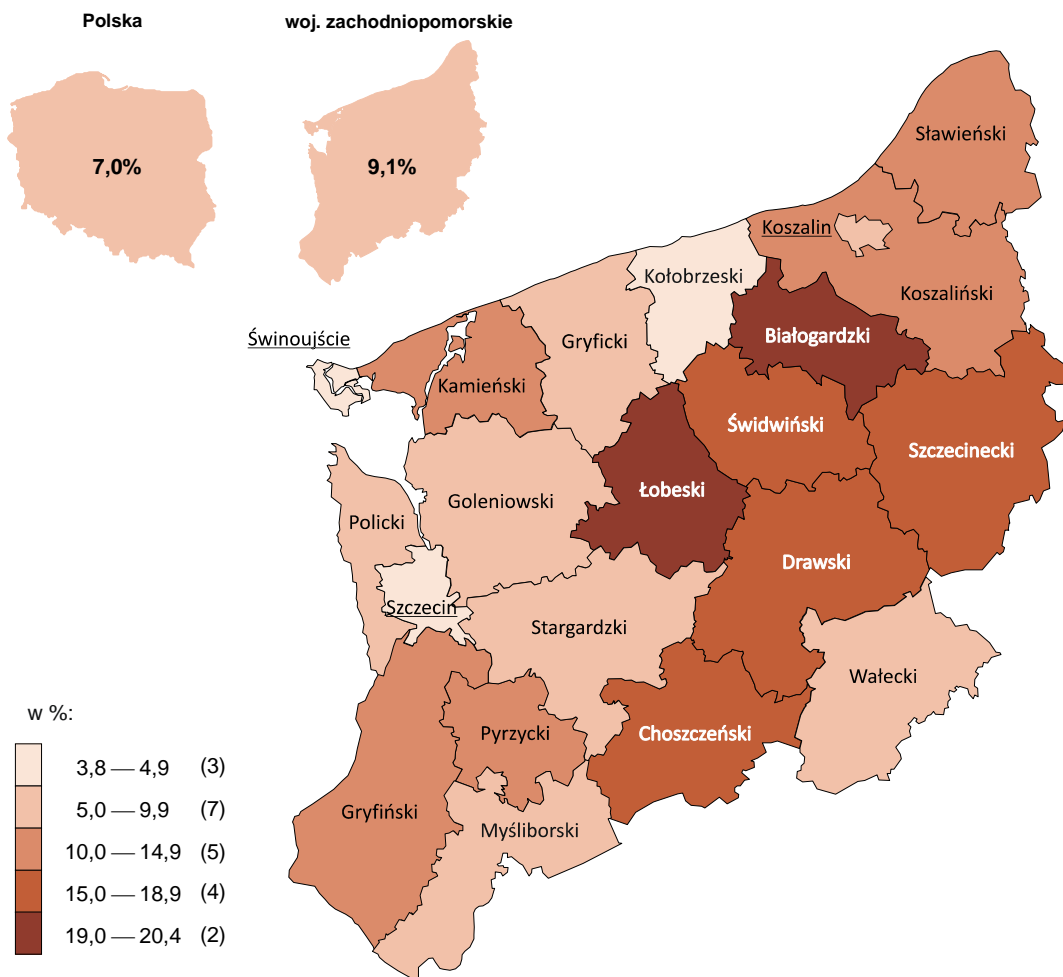 Polska
woj. zachodniopomorskie
7,0%
9,1%
Sławieński
Koszalin
Kołobrzeski
Koszaliński
Świnoujście
Gryficki
Białogardzki
Kamieński
Świdwiński
Szczecinecki
Łobeski
Goleniowski
Policki
Drawski
Szczecin
Stargardzki
Wałecki
Pyrzycki
Choszczeński
Gryfiński
Myśliborski
w %:
3,8 — 4,9 (3)
5,0 — 9,9 (7)
10,0 — 14,9 (5)
15,0 — 18,9 (4)
19,0 — 20,4 (2)